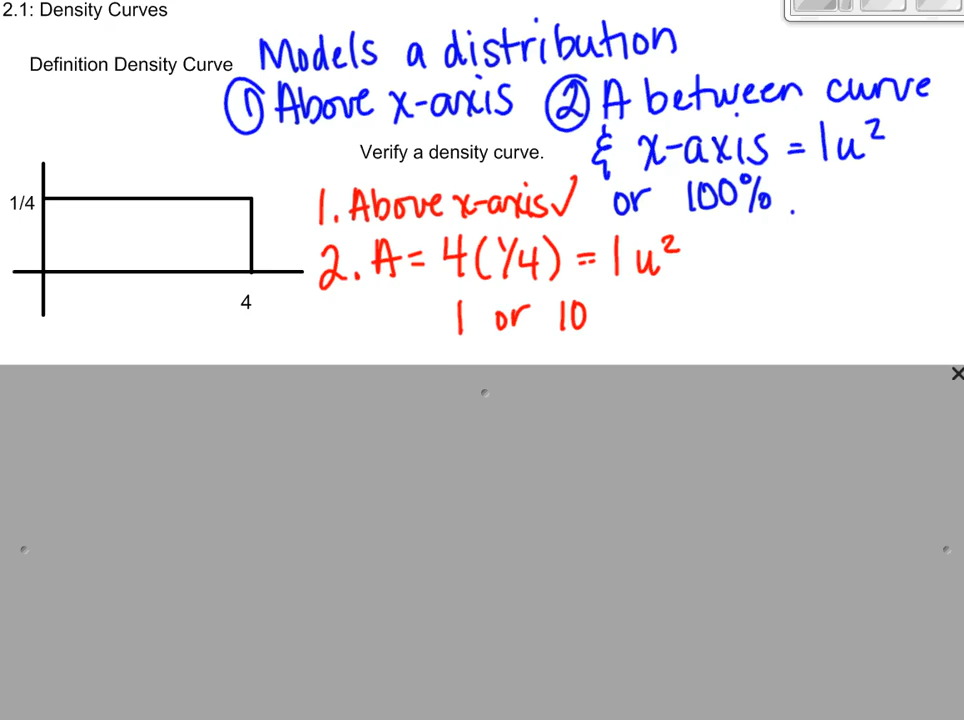 2.1: Density Curves
Definition Density Curve
Models a distribution
① Above x-axis ② A between curve
& x-axis = 1u²
or 100%.
Verify a density curve.
1/4
4
1. Above x-axis ✓
2. A = 4(1/4) = 1u²
1 or 10